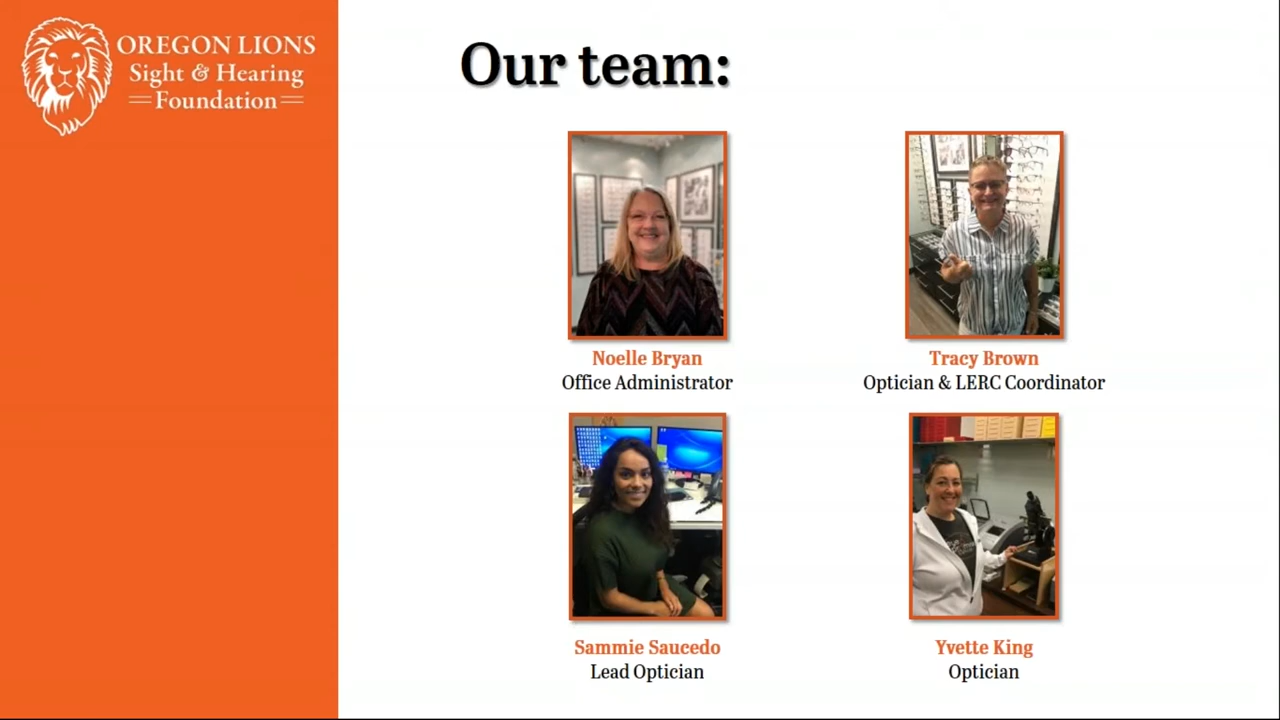 OREGON LIONS
Sight & Hearing
Foundation
Our team:
Noelle Bryan
Office Administrator
Tracy Brown
Optician & LERC Coordinator
Sammie Saucedo
Lead Optician
Yvette King
Optician